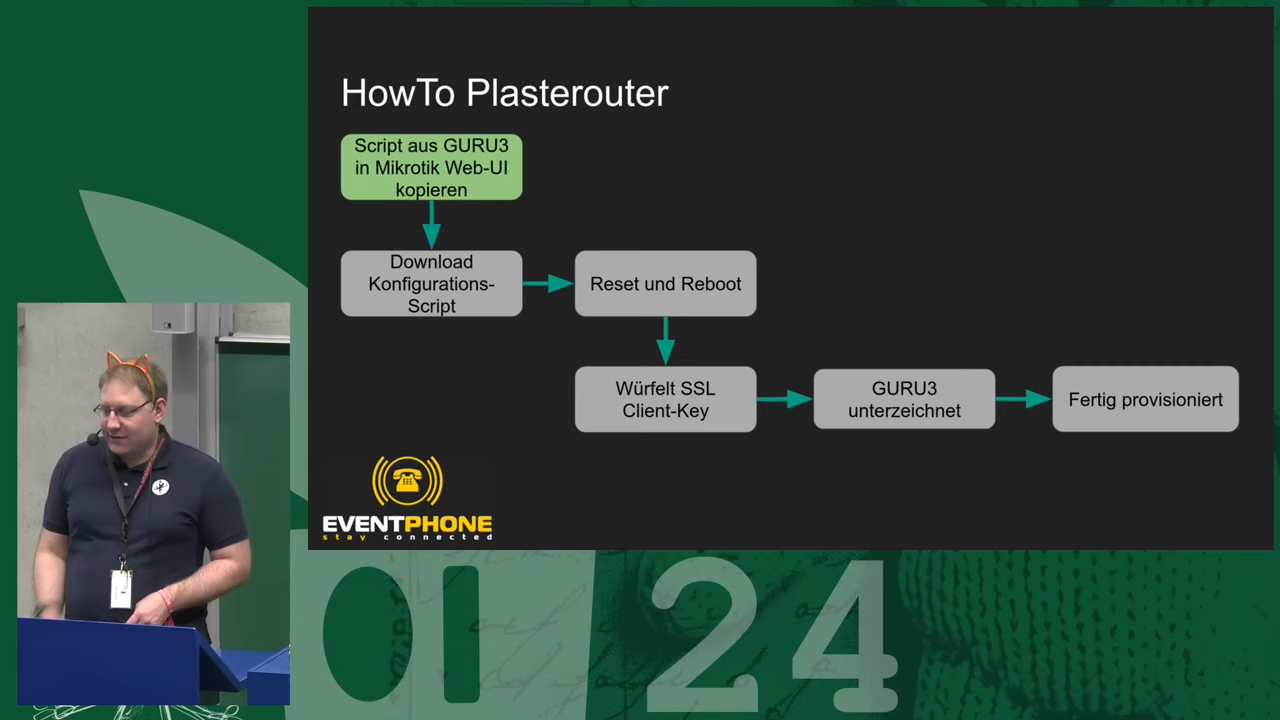 HowTo Plasterouter
Script aus GURU3
in Mikrotik Web-UI
kopieren
Download
Konfigurations-
Script
Reset und Reboot
Würfelt SSL
Client-Key
GURU3
unterzeichnet
Fertig provisioniert
EVENTPHONE
stay connected
24